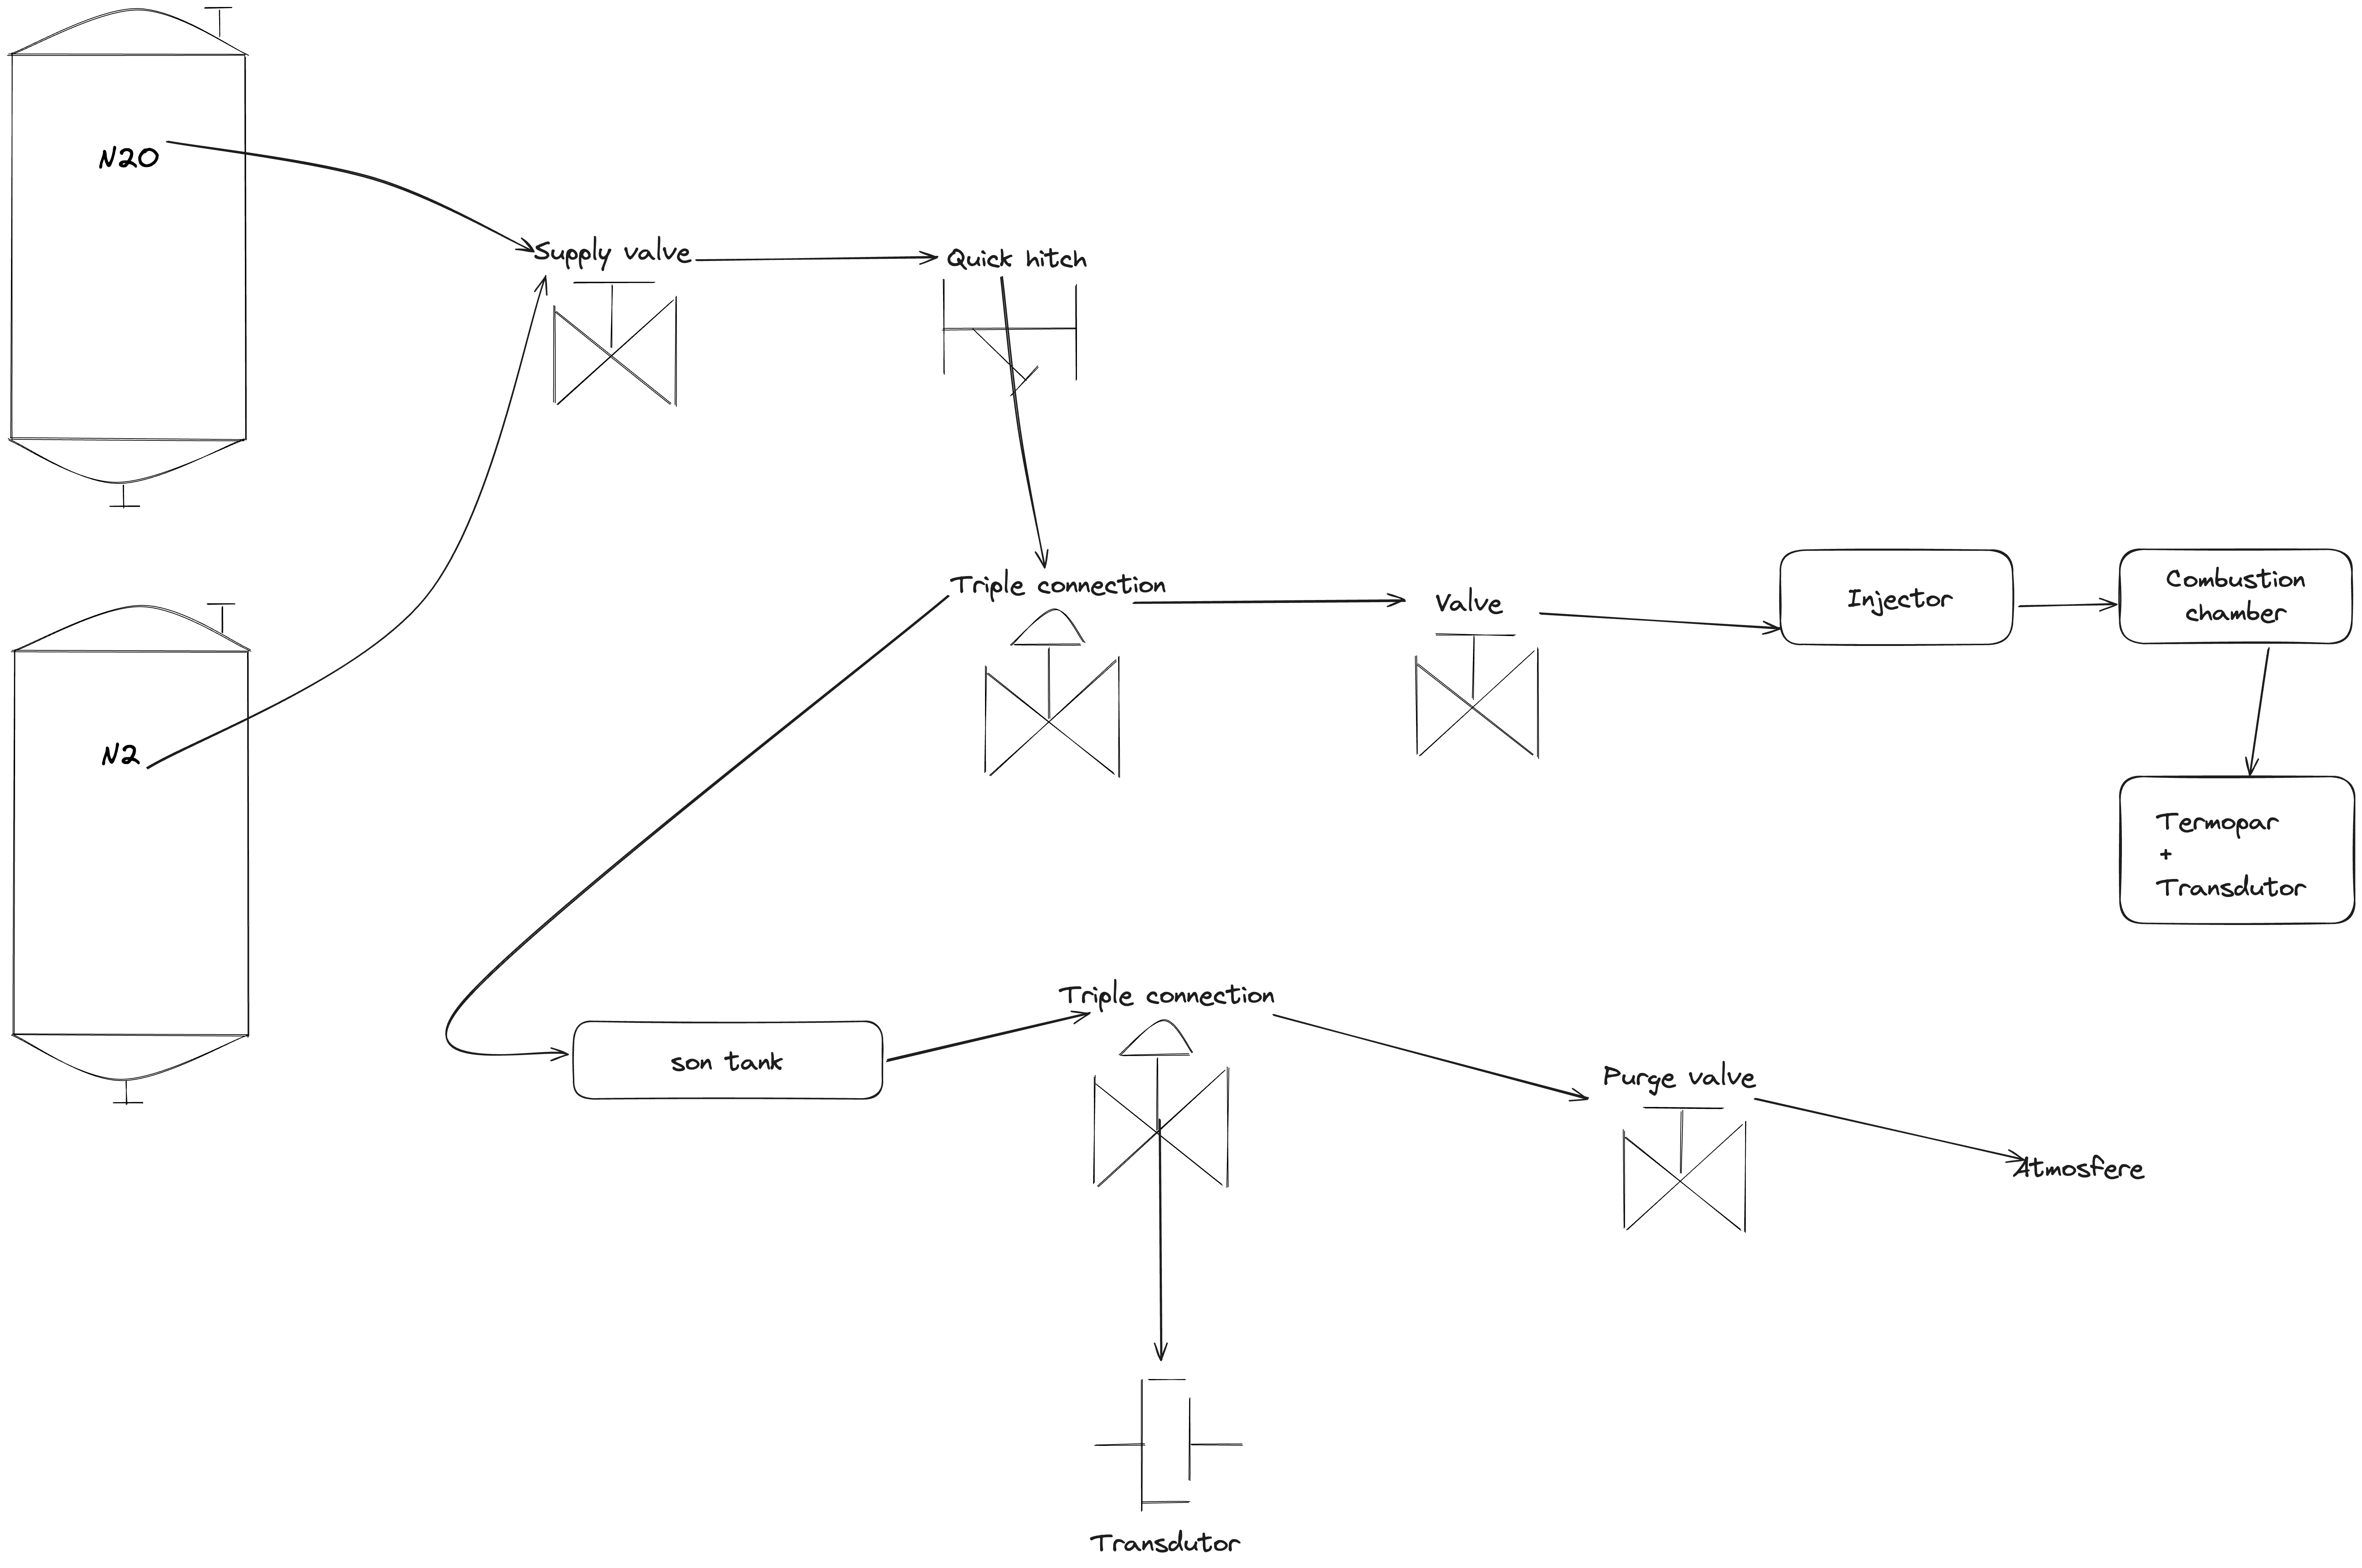 N2O
Supply valve
Quick hitch
Triple connection
Valve
Injector
Combustion
chamber
N2
Termopar
+
Transdutor
Triple connection
son tank
Purge valve
Atmosfere
Transdutor